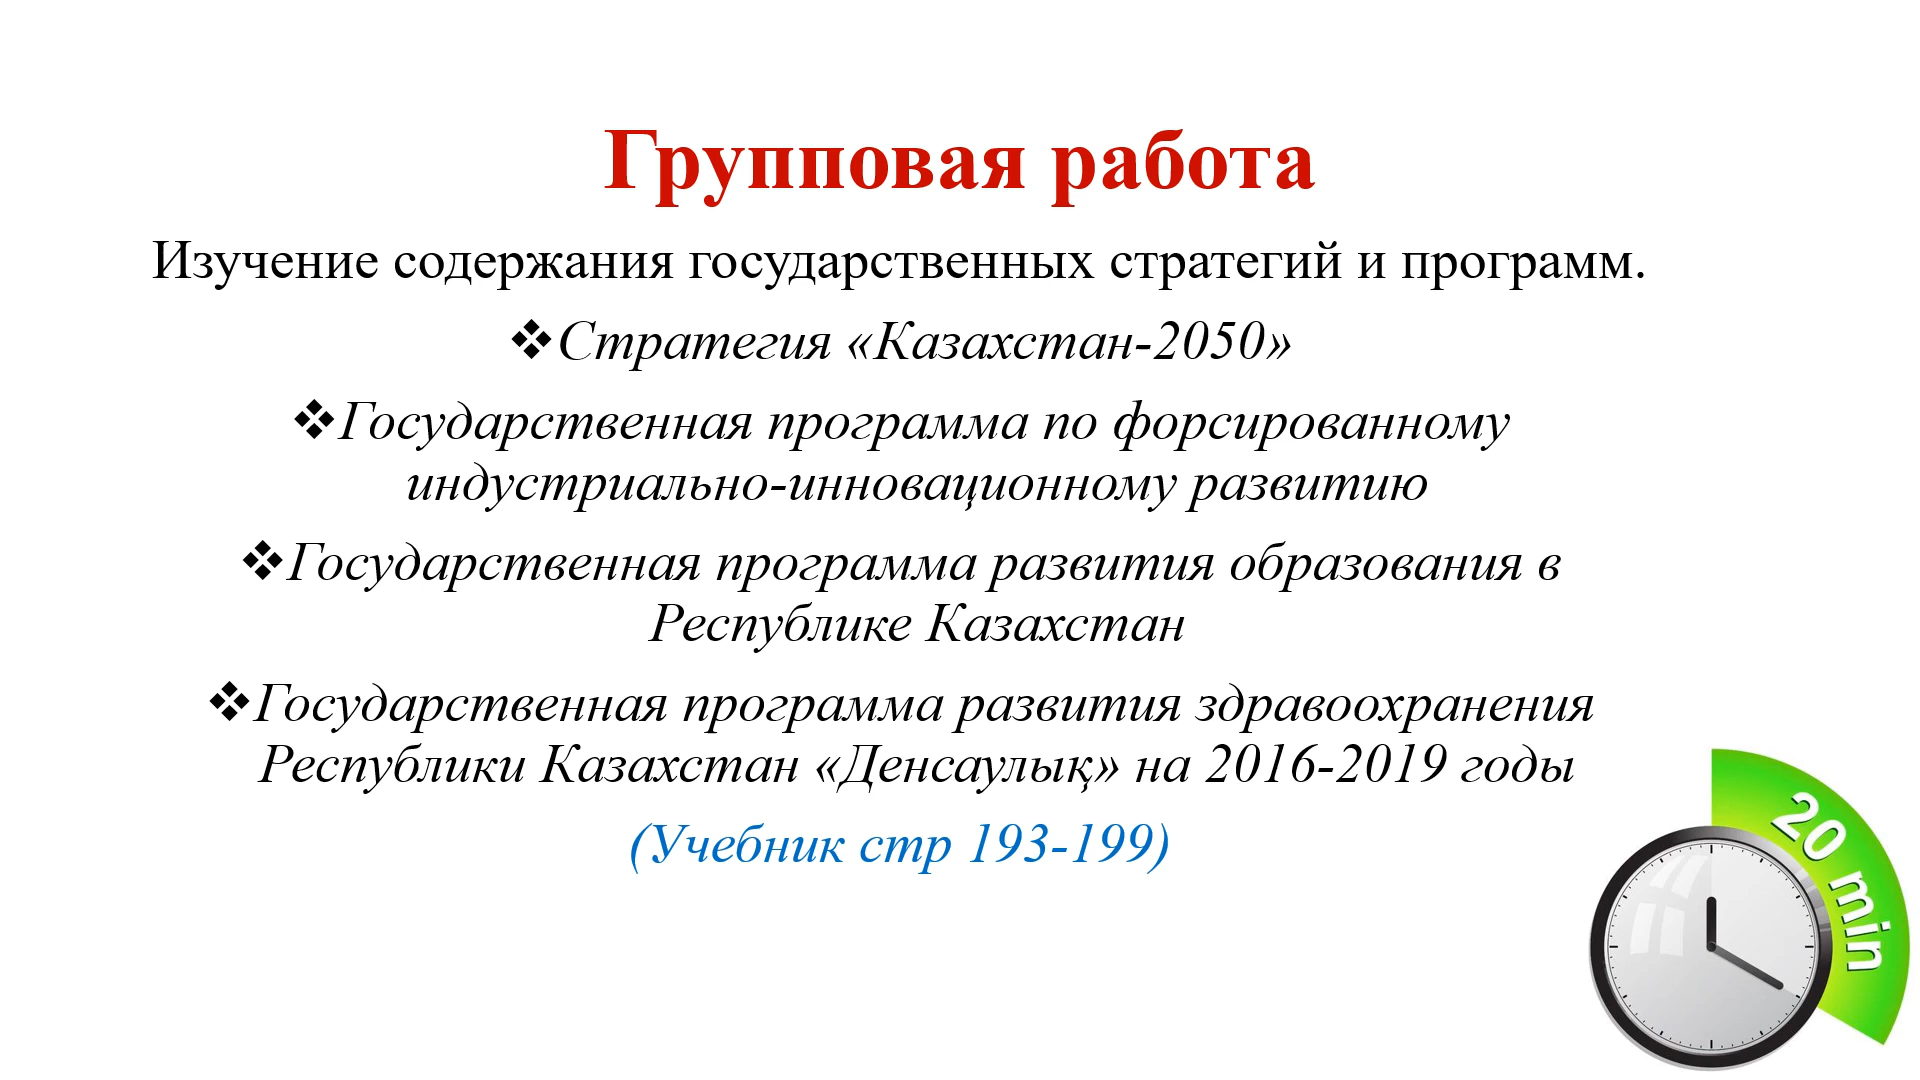 Групповая работа
Изучение содержания государственных стратегий и программ.
❖Стратегия «Казахстан-2050»
❖Государственная программа по форсированному
индустриально-инновационному развитию
❖Государственная программа развития образования в
Республике Казахстан
❖Государственная программа развития здравоохранения
Республики Казахстан «Денсаулық» на 2016-2019 годы
(Учебник стр 193-199)
20 min